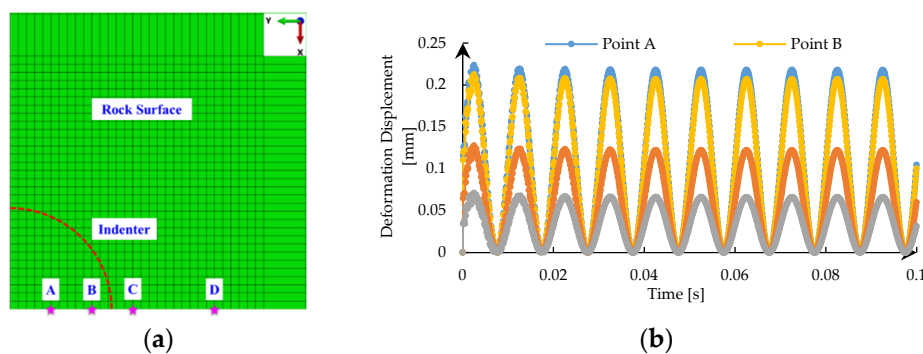 Y
X
Rock Surface
Indenter
A B C D
(a)
Point A Point B
Deformation Displcement
[mm]
0.25
0.2
0.15
0.1
0.05
0
0 0.02 0.04 0.06 0.08 0.1
Time [s]
(b)